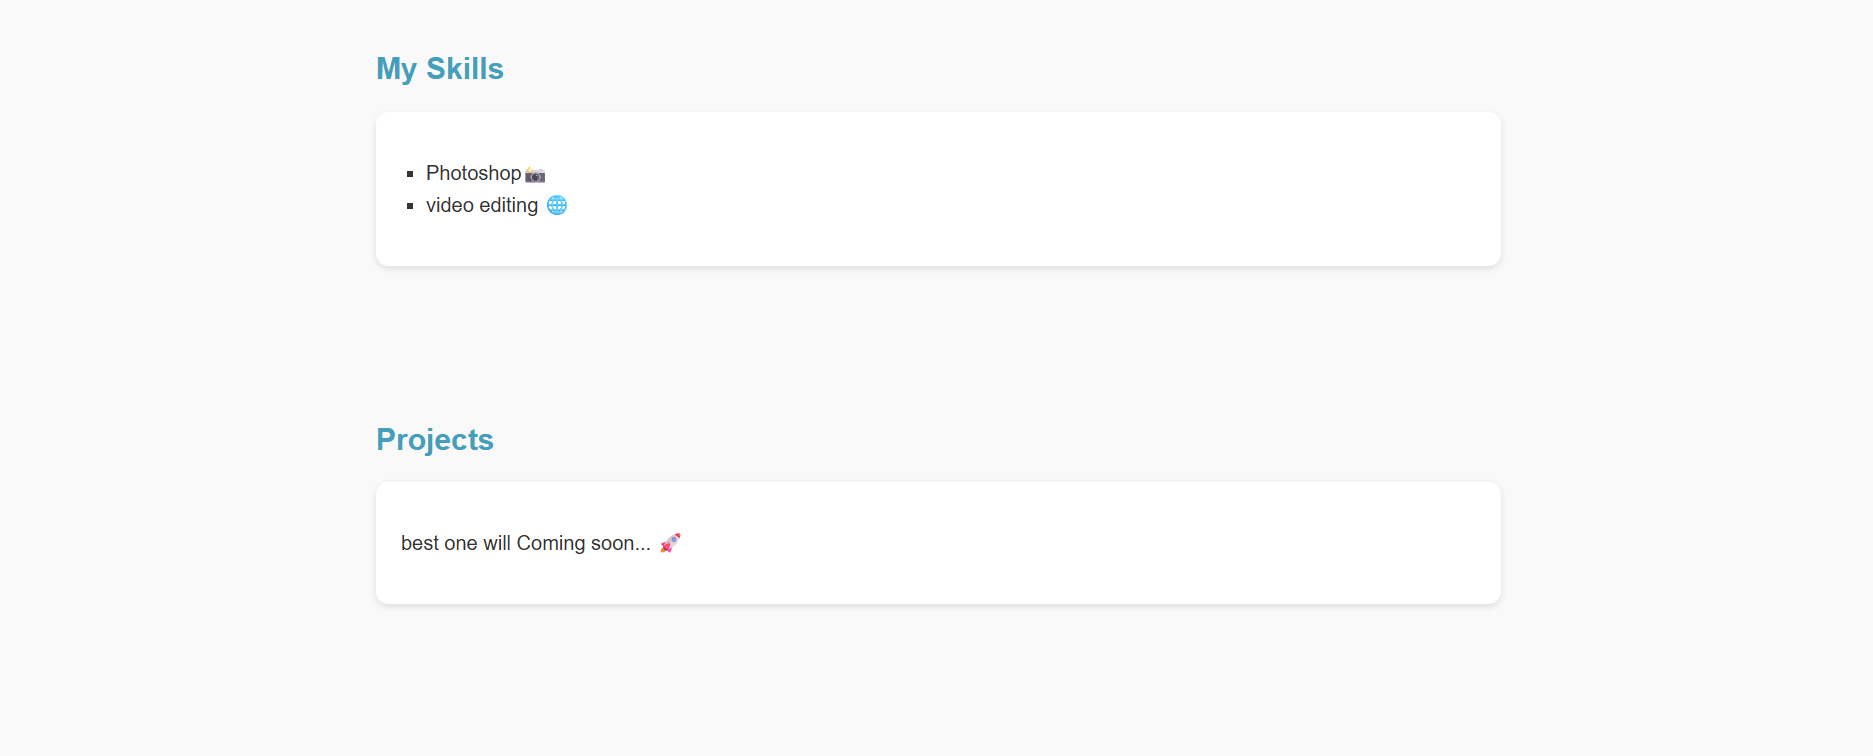 My Skills
Photoshop📸
video editing 🌐
Projects
best one will Coming soon... 🚀